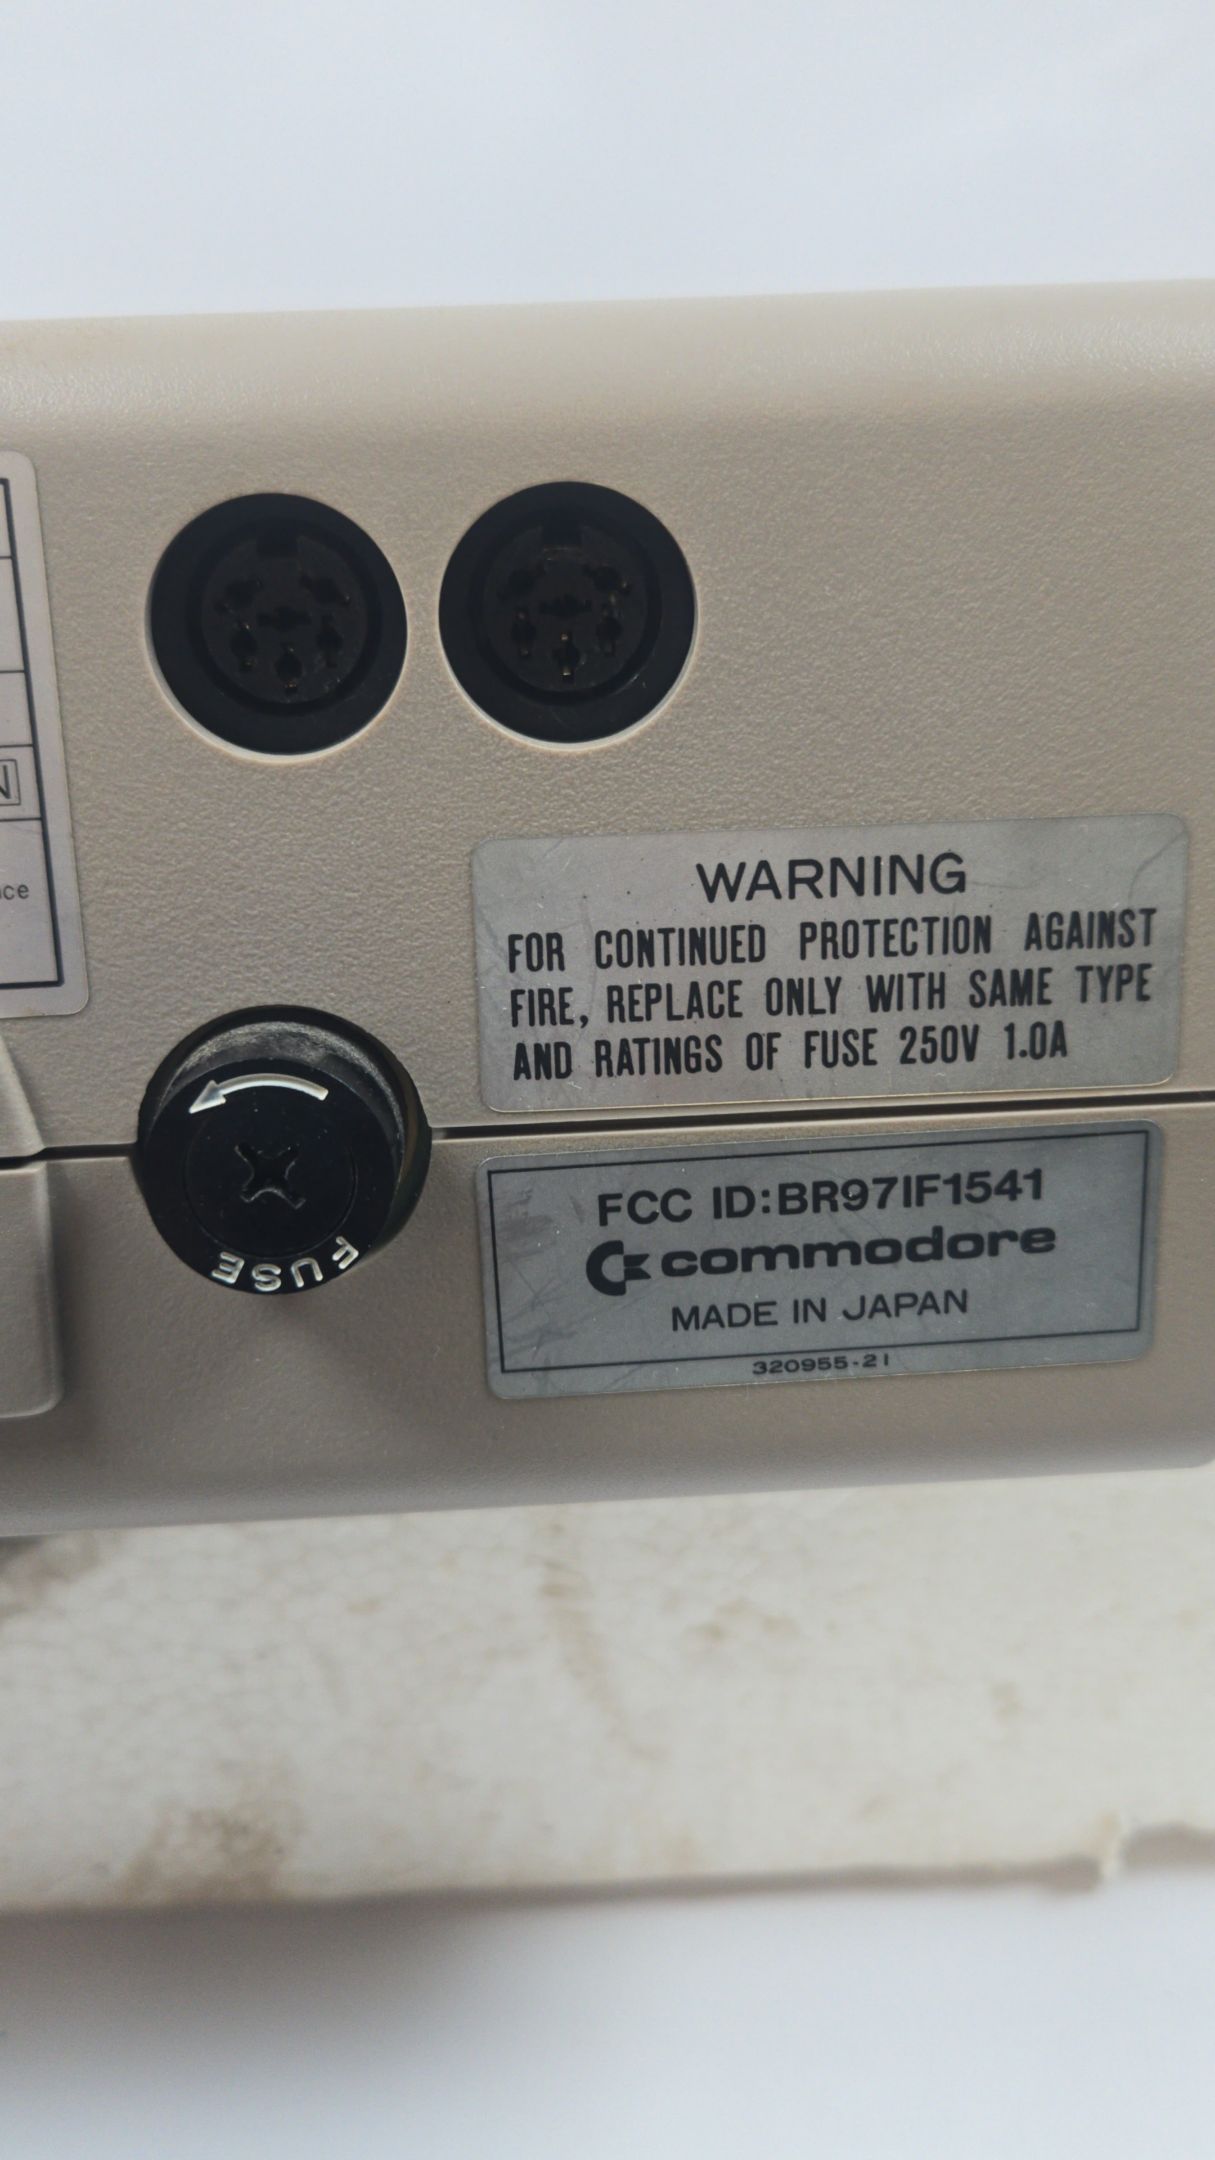 N
ce
WARNING
FOR CONTINUED PROTECTION AGAINST
FIRE, REPLACE ONLY WITH SAME TYPE
AND RATINGS OF FUSE 250V 1.0A
FUSE
FCC ID:BR97IF1541
commodore
MADE IN JAPAN
320955-21